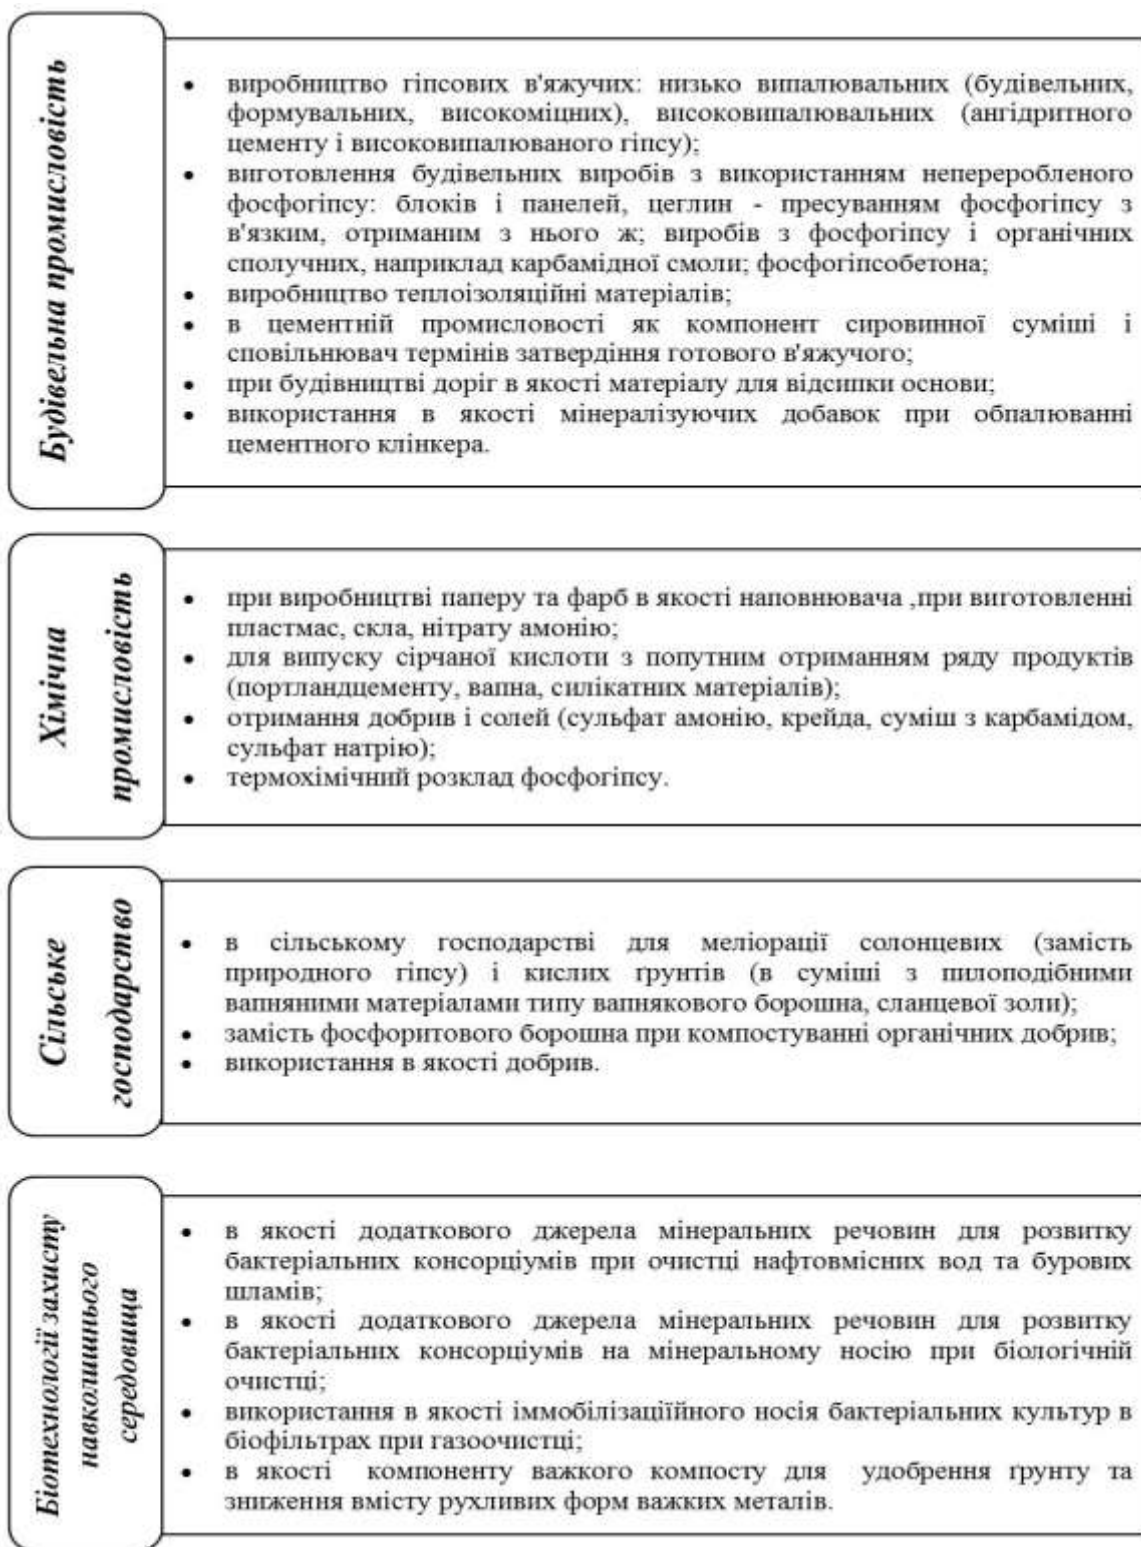 Будівельна промисловість
• виробництво гіпсових в'яжучих: низько випалювальних (будівельних,
формувальних, високоміцних), високовипалювальних (ангідритного
цементу і високовипалюваного гіпсу);
• виготовлення будівельних виробів з використанням непереробленого
фосфогіпсу: блоків і панелей, цеглин - пресуванням фосфогіпсу з
в'язким, отриманим з нього ж; виробів з фосфогіпсу і органічних
сполучних, наприклад карбамідної смоли; фосфогіпсобетона;
• виробництво теплоізоляційні матеріалів;
• в цементній промисловості як компонент сировинної суміші і
сповільнювач термінів затвердіння готового в'яжучого;
• при будівництві доріг в якості матеріалу для відсипки основи;
• використання в якості мінералізуючих добавок при обпалюванні
цементного клінкера.
Хімічна
промисловість
• при виробництві паперу та фарб в якості наповнювача ,при виготовленні
пластмас, скла, нітрату амонію;
• для випуску сірчаної кислоти з попутним отриманням ряду продуктів
(портландцементу, вапна, силікатних матеріалів);
• отримання добрив і солей (сульфат амонію, крейда, суміш з карбамідом,
сульфат натрію);
• термохімічний розклад фосфогіпсу.
Сільське
господарство
• в сільському господарстві для меліорації солонцевих (замість
природного гіпсу) і кислих ґрунтів (в суміші з пилоподібними
вапняними матеріалами типу вапнякового борошна, сланцевої золи);
• замість фосфоритового борошна при компостуванні органічних добрив;
• використання в якості добрив.
Біотехнології захисту
навколишнього
середовища
• в якості додаткового джерела мінеральних речовин для розвитку
бактеріальних консорціумів при очистці нафтовмісних вод та бурових
шламів;
• в якості додаткового джерела мінеральних речовин для розвитку
бактеріальних консорціумів на мінеральному носію при біологічній
очистці;
• використання в якості іммобілізаціїйного носія бактеріальних культур в
біофільтрах при газоочистці;
• в якості компоненту важкого компосту для удобрення ґрунту та
зниження вмісту рухливих форм важких металів.